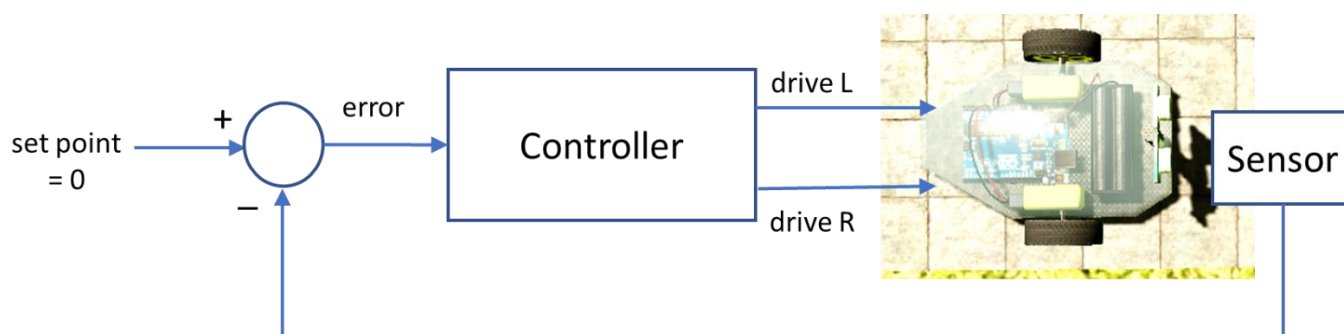 set point
= 0
+
−
error
Controller
drive L
drive R
Sensor